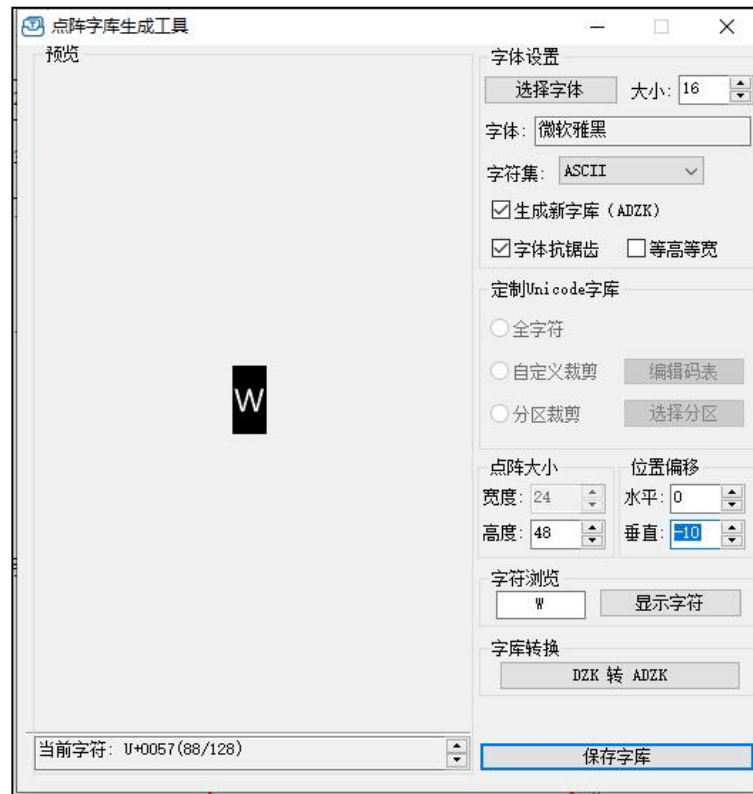 点阵字库生成工具
预览
W
当前字符: U+0057(88/128)
字体设置
选择字体 大小: 16
字体: 微软雅黑
字符集: ASCII
生成新字库(ADZK)
字体抗锯齿 等高等宽
定制Unicode字库
全字符
自定义裁剪 编辑码表
分区裁剪 选择分区
点阵大小 位置偏移
宽度: 24 水平: 0
高度: 48 垂直: -10
字符浏览
W 显示字符
字库转换
DZK 转 ADZK
保存字库